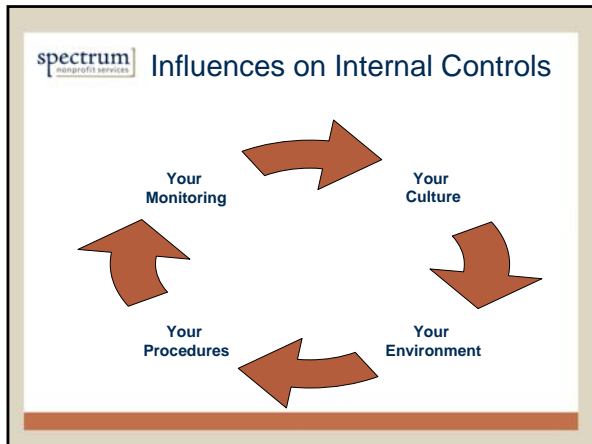 spectrum
nonprofit services
Influences on Internal Controls
Your
Monitoring
Your
Culture
Your
Procedures
Your
Environment